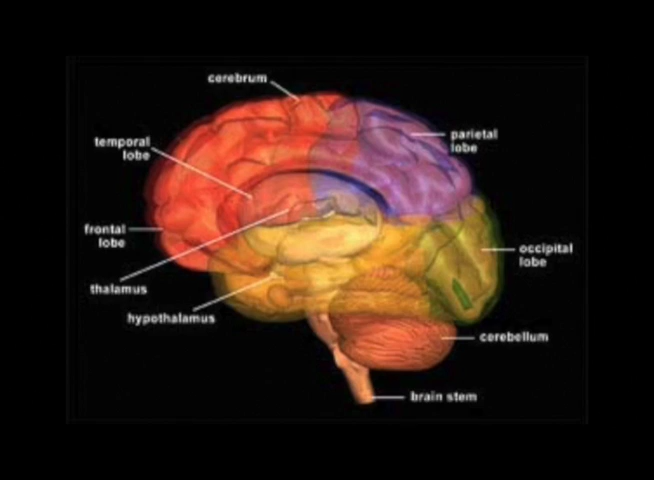 cerebrum
temporal
lobe
parietal
lobe
frontal
lobe
occipital
lobe
thalamus
hypothalamus
cerebellum
brain stem